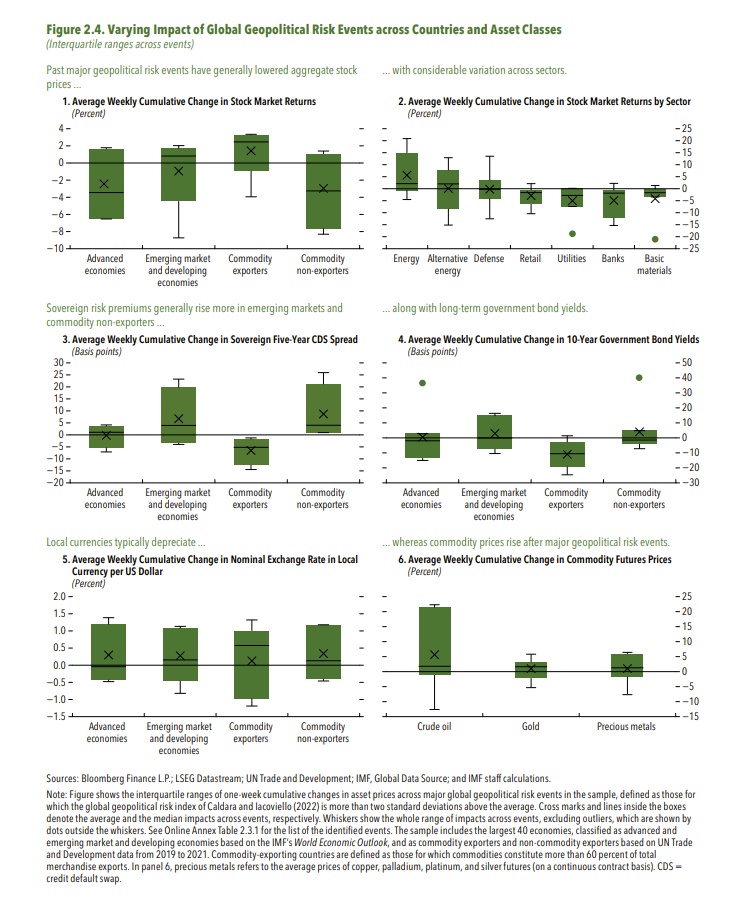 Figure 2.4. Varying Impact of Global Geopolitical Risk Events across Countries and Asset Classes
(Interquartile ranges across events)
Past major geopolitical risk events have generally lowered aggregate stock
prices ...
1. Average Weekly Cumulative Change in Stock Market Returns
(Percent)
4
2
0
−2
−4
−6
−8
−10
Advanced
economies
Emerging market
and developing
economies
Commodity
exporters
Commodity
non-exporters
... with considerable variation across sectors.
2. Average Weekly Cumulative Change in Stock Market Returns by Sector
(Percent)
25
20
15
10
5
0
−5
−10
−15
−20
−25
Energy
Alternative
energy
Defense
Retail
Utilities
Banks
Basic
materials
Sovereign risk premiums generally rise more in emerging markets and
commodity non-exporters ...
3. Average Weekly Cumulative Change in Sovereign Five-Year CDS Spread
(Basis points)
30
25
20
15
10
5
0
−5
−10
−15
−20
Advanced
economies
Emerging market
and developing
economies
Commodity
exporters
Commodity
non-exporters
... along with long-term government bond yields.
4. Average Weekly Cumulative Change in 10-Year Government Bond Yields
(Basis points)
50
40
30
20
10
0
−10
−20
−30
Advanced
economies
Emerging market
and developing
economies
Commodity
exporters
Commodity
non-exporters
Local currencies typically depreciate ...
5. Average Weekly Cumulative Change in Nominal Exchange Rate in Local
Currency per US Dollar
(Percent)
2.0
1.5
1.0
0.5
0.0
−0.5
−1.0
−1.5
Advanced
economies
Emerging market
and developing
economies
Commodity
exporters
Commodity
non-exporters
... whereas commodity prices rise after major geopolitical risk events.
6. Average Weekly Cumulative Change in Commodity Futures Prices
(Percent)
25
20
15
10
5
0
−5
−10
−15
Crude oil
Gold
Precious metals
Sources: Bloomberg Finance L.P.; LSEG Datastream; UN Trade and Development; IMF, Global Data Source; and IMF staff calculations.
Note: Figure shows the interquartile ranges of one-week cumulative changes in asset prices across major global geopolitical risk events in the sample, defined as those for
which the global geopolitical risk index of Caldara and Iacoviello (2022) is more than two standard deviations above the average. Cross marks and lines inside the boxes
denote the average and the median impacts across events, respectively. Whiskers show the whole range of impacts across events, excluding outliers, which are shown by
dots outside the whiskers. See Online Annex Table 2.3.1 for the list of the identified events. The sample includes the largest 40 economies, classified as advanced and
emerging market and developing economies based on the IMF's World Economic Outlook, and as commodity exporters and non-commodity exporters based on UN Trade
and Development data from 2019 to 2021. Commodity-exporting countries are defined as those for which commodities constitute more than 60 percent of total
merchandise exports. In panel 6, precious metals refers to the average prices of copper, palladium, platinum, and silver futures (on a continuous contract basis). CDS =
credit default swap.